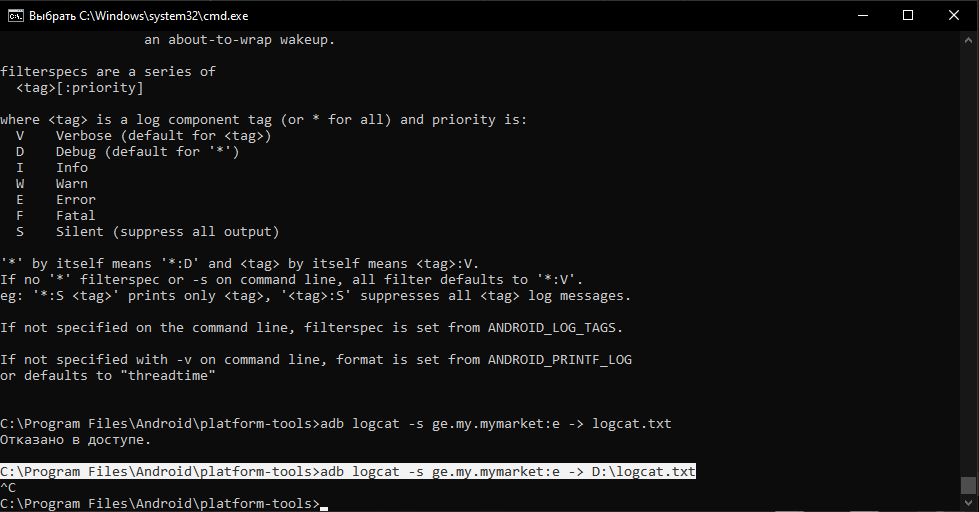 Выбрать C:\Windows\system32\cmd.exe
an about-to-wrap wakeup.
filterspecs are a series of
<tag>[:priority]
where <tag> is a log component tag (or * for all) and priority is:
V    Verbose (default for <tag>)
D    Debug (default for '*')
I    Info
W    Warn
E    Error
F    Fatal
S    Silent (suppress all output)
'*' by itself means '*:D' and <tag> by itself means <tag>:V.
If no '*' filterspec or -s on command line, all filter defaults to '*:V'.
eg: '*:S <tag>' prints only <tag>, '<tag>:S' suppresses all <tag> log messages.
If not specified on the command line, filterspec is set from ANDROID_LOG_TAGS.
If not specified with -v on command line, format is set from ANDROID_PRINTF_LOG
or defaults to "threadtime"
C:\Program Files\Android\platform-tools>adb logcat -s ge.my.mymarket:e -> logcat.txt
Отказано в доступе.
C:\Program Files\Android\platform-tools>adb logcat -s ge.my.mymarket:e -> D:\logcat.txt
^C
C:\Program Files\Android\platform-tools>